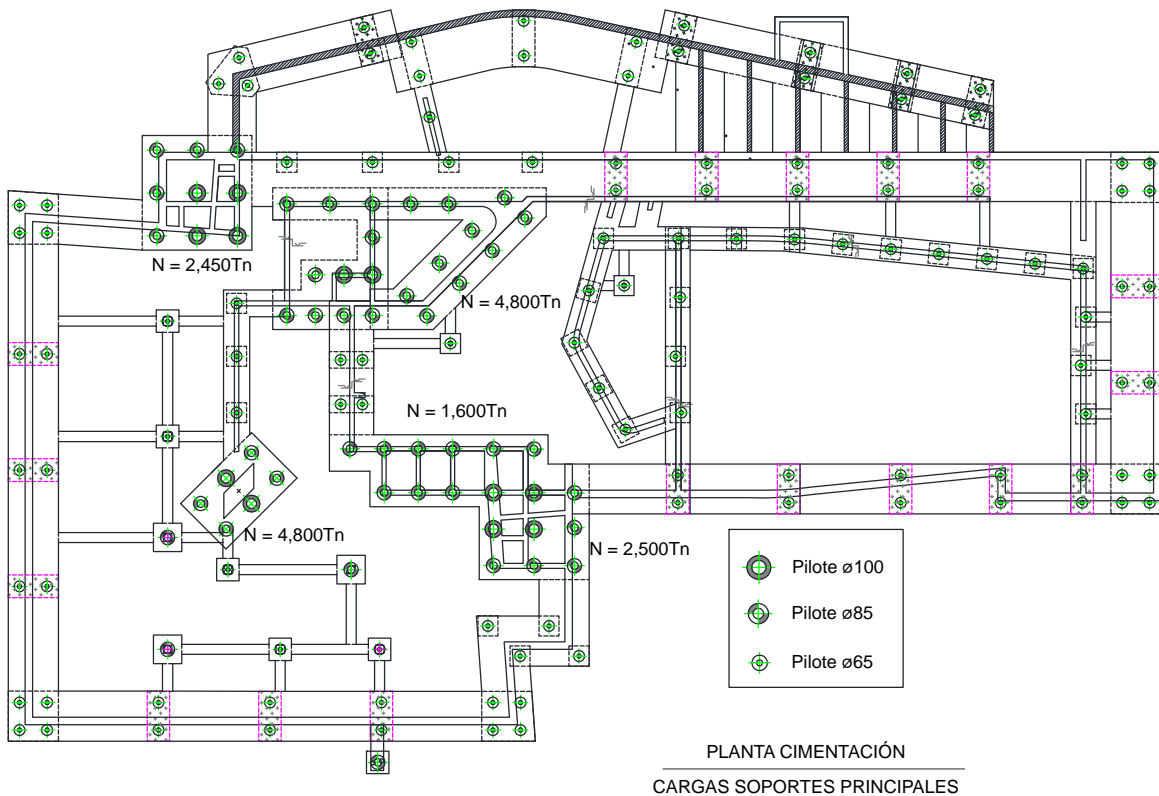 N = 2,450Tn
N = 4,800Tn
N = 1,600Tn
N = 4,800Tn
N = 2,500Tn
Pilote ø100
Pilote ø85
Pilote ø65
PLANTA CIMENTACIÓN
CARGAS SOPORTES PRINCIPALES